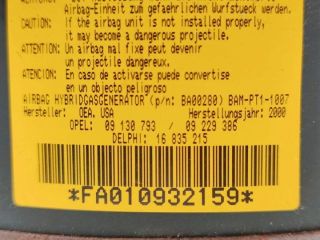 Airbag-Einheit zum gefaehrlichen Wurfstueck werden.
CAUTION: If the airbag unit is not installed properly,
it may become a dangerous projectile.
ATTENTION: Un airbag mal fixe peut devenir
un projectile dangereux.
ATENCION: En caso de activarse puede convertise
en un objecto peligroso
AIRBAG HYBRIDGASGENERATOR (p/n: BA00280) BAM-PT1-1007
Hersteller: OEA, USA Herstellungsjahr: 2000
OPEL: 09 130 793 / 09 229 386
DELPHI: 16 835 215
*FA010932159*